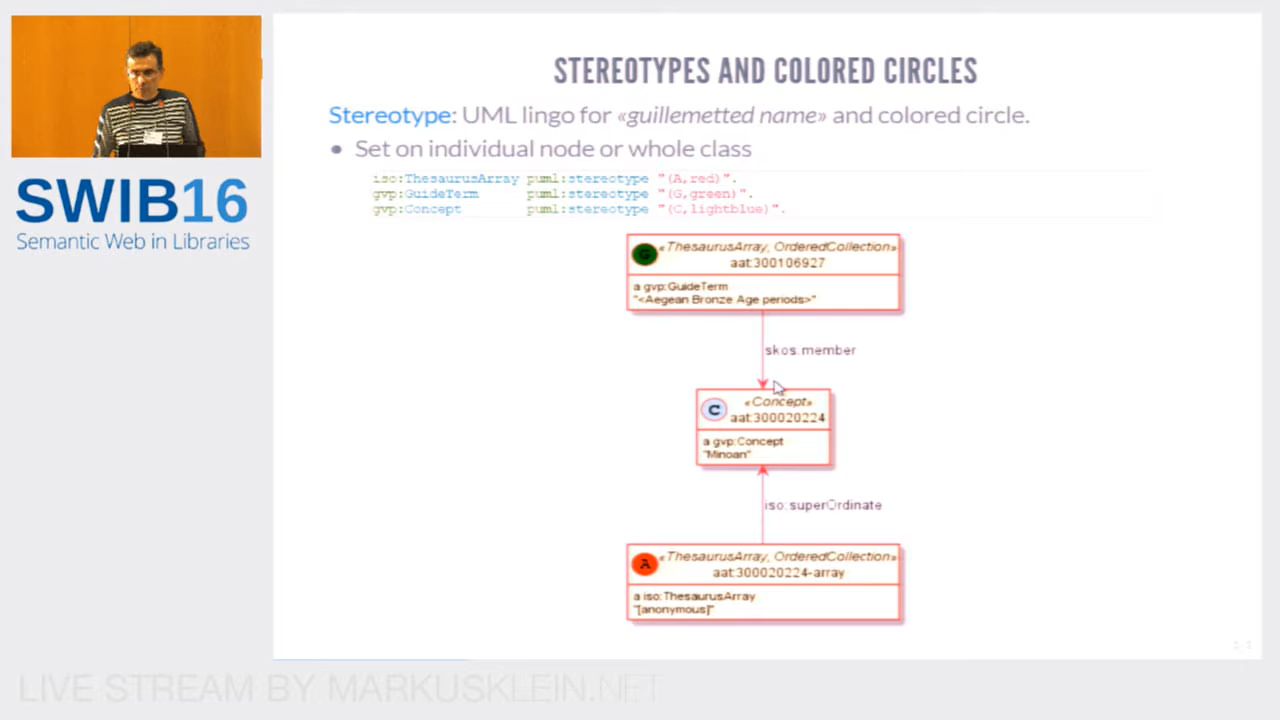 STEREOTYPES AND COLORED CIRCLES
Stereotype: UML lingo for «guillemetted name» and colored circle.
• Set on individual node or whole class
iso:ThesaurusArray puml:stereotype "(A,red)".
gvp:GuideTerm puml:stereotype "(G,green)".
gvp:Concept puml:stereotype "(C,lightblue)".
SWIB16
Semantic Web in Libraries
G
«ThesaurusArray, OrderedCollection»
aat:300106927
a gvp:GuideTerm
"<Aegean Bronze Age periods>"
skos:member
C
«Concept»
aat:300020224
a gvp:Concept
"Minoan"
iso:superOrdinate
A
«ThesaurusArray, OrderedCollection»
aat:300020224-array
a iso:ThesaurusArray
"[anonymous]"
LIVE STREAM BY MARKUSKLEIN.NET